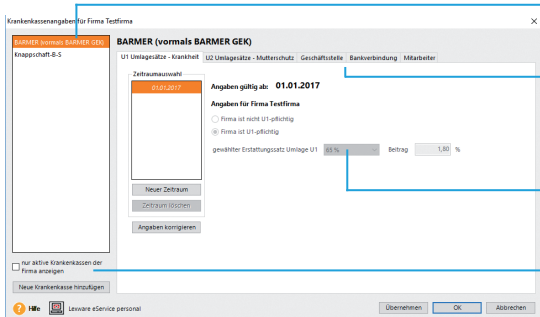 Krankenkassenangaben für Firma Testfirma
BARMER (vormals BARMER GEK)
Knappschaft-B-S
nur aktive Krankenkassen der
Firma anzeigen
Neue Krankenkasse hinzufügen
BARMER (vormals BARMER GEK)
U1 Umlagesätze - Krankheit U2 Umlagesätze - Mutterschutz Geschäftsstelle Bankverbindung Mitarbeiter
Zeitraumauswahl
01.01.2017
Neuer Zeitraum
Zeitraum löschen
Angaben korrigieren
Angaben gültig ab: 01.01.2017
Angaben für Firma Testfirma
Firma ist nicht U1-pflichtig
Firma ist U1-pflichtig
gewählter Erstattungssatz Umlage U1 65 % Beitrag 1,80 %
Hilfe Lexware eService personal
Übernehmen OK Abbrechen